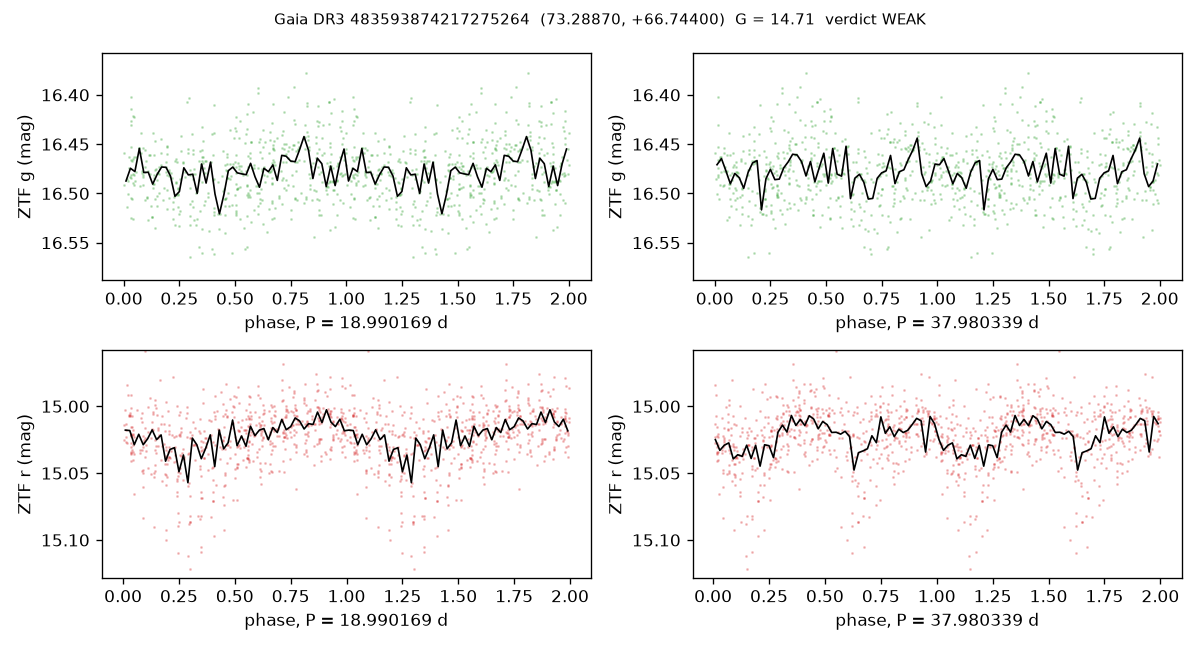 Gaia DR3 483593874217275264 (73.28870, +66.74400) G = 14.71 verdict WEAK
ZTF g (mag)
16.40
16.45
16.50
16.55
0.00 0.25 0.50 0.75 1.00 1.25 1.50 1.75 2.00
phase, P = 18.990169 d
ZTF g (mag)
16.40
16.45
16.50
16.55
0.00 0.25 0.50 0.75 1.00 1.25 1.50 1.75 2.00
phase, P = 37.980339 d
ZTF r (mag)
15.00
15.05
15.10
0.00 0.25 0.50 0.75 1.00 1.25 1.50 1.75 2.00
phase, P = 18.990169 d
ZTF r (mag)
15.00
15.05
15.10
0.00 0.25 0.50 0.75 1.00 1.25 1.50 1.75 2.00
phase, P = 37.980339 d